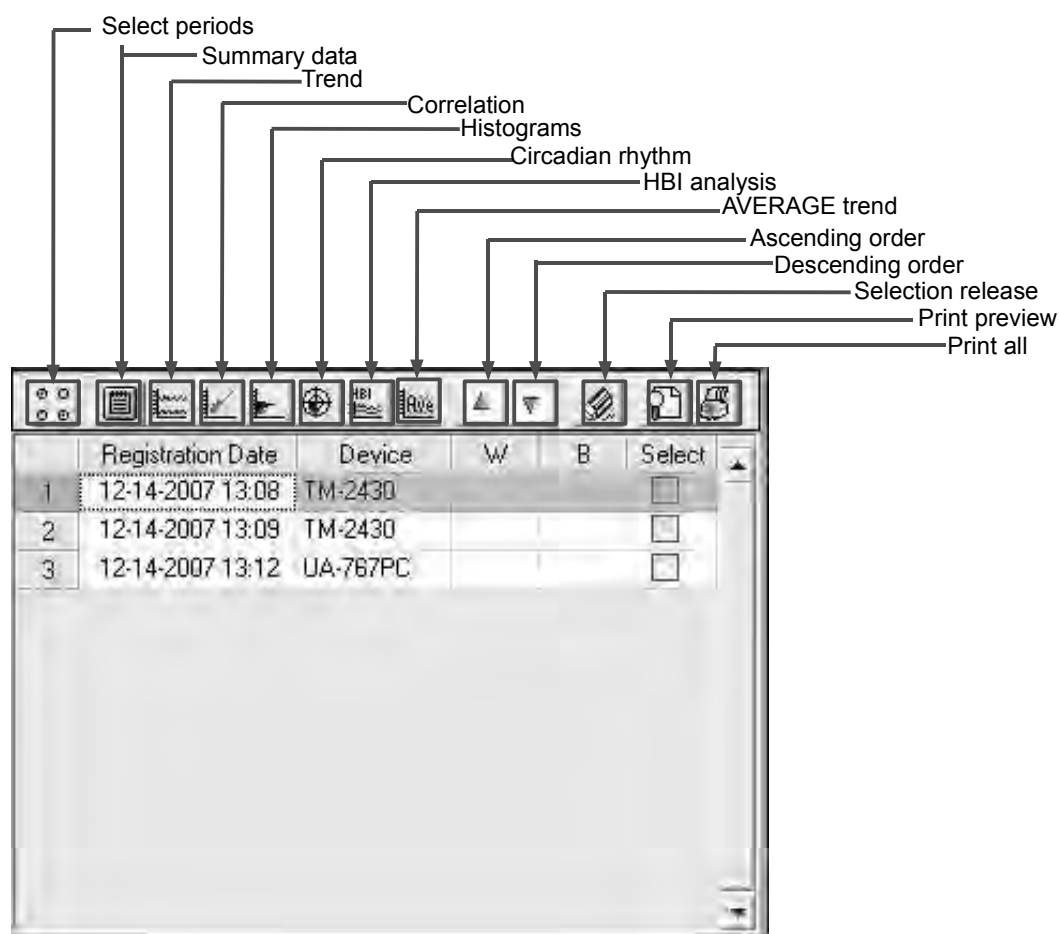 Select periods
Summary data
Trend
Correlation
Histograms
Circadian rhythm
HBI analysis
AVERAGE trend
Ascending order
Descending order
Selection release
Print preview
Print all
HBI Ave
Registration Date Device W B Select
1 12-14-2007 13:08 TM-2430
2 12-14-2007 13:09 TM-2430
3 12-14-2007 13:12 UA-767PC